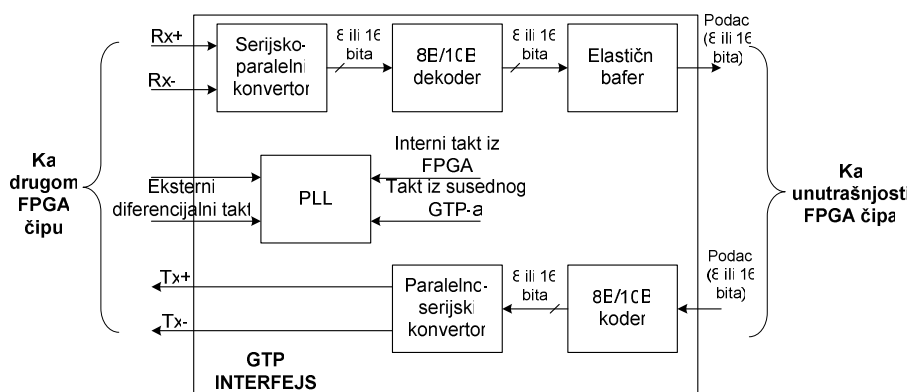 Rx+
Rx-
Serijsko-
paralelni
konvertor
8 ili 16
bita
8B/10B
dekoder
8 ili 16
bita
Elastičn
bafer
Podac
(8 ili 16
bita)
Ka
drugom
FPGA
čipu
Eksterni
diferencijalni takt
PLL
Interni takt iz
FPGA
Takt iz susednog
GTP-a
Ka
unutrašnjosti
FPGA čipa
Tx+
Tx-
Paralelno-
serijski
konvertor
8 ili 16
bita
8B/10B
koder
Podac
(8 ili 16
bita)
GTP
INTERFEJS